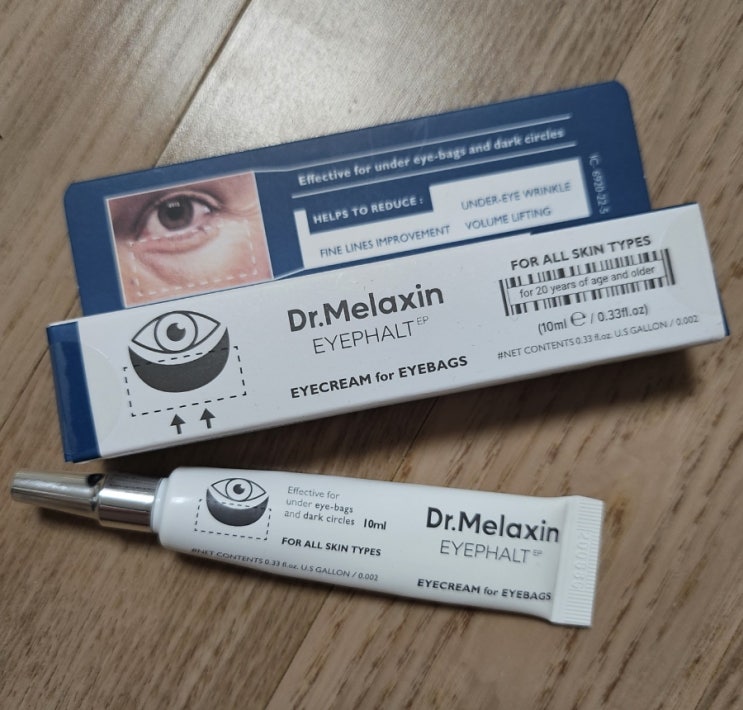 Effective for under eye-bags and dark circles
HELPS TO REDUCE :
UNDER-EYE WRINKLE
FINE LINES IMPROVEMENT
VOLUME LIFTING
Dr.Melaxin
EYEPHALT EP
EYECREAM for EYEBAGS
FOR ALL SKIN TYPES
for 20 years of age and older
(10ml ℮ / 0.33fl.oz)
#NET CONTENTS 0.33 fl.oz. U.S GALLON / 0.002
Effective for
under eye-bags
and dark circles 10ml
FOR ALL SKIN TYPES
#NET CONTENTS 0.33 fl.oz. U.S GALLON / 0.002
Dr.Melaxin
EYEPHALT EP
EYECREAM for EYEBAGS